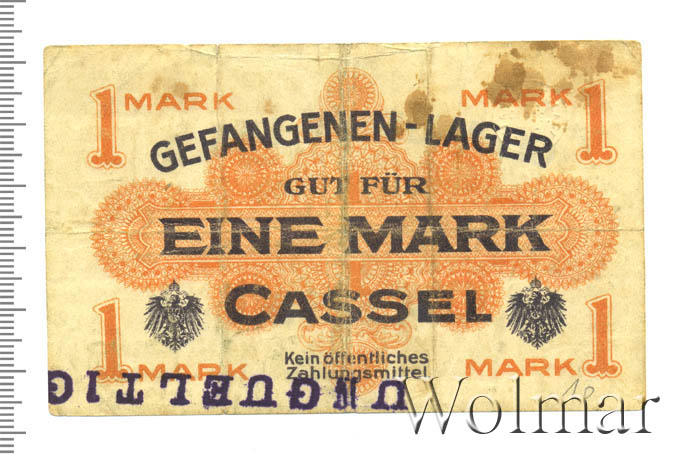 1 MARK MARK 1
GEFANGENEN-LAGER
GUT FÜR
EINE MARK
CASSEL
1 MARK MARK 1
Kein öffentliches
Zahlungsmittel
UNGUELTIG
10
Wolmar